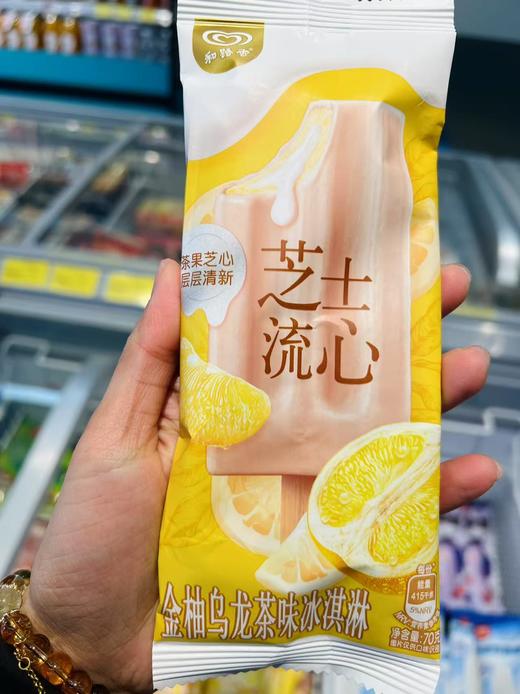 和路雪
茶果芝心
层层清新
芝士
流心
每份
能量
415千焦
5%NRV
金柚乌龙茶味冰淇淋
净含量:70克